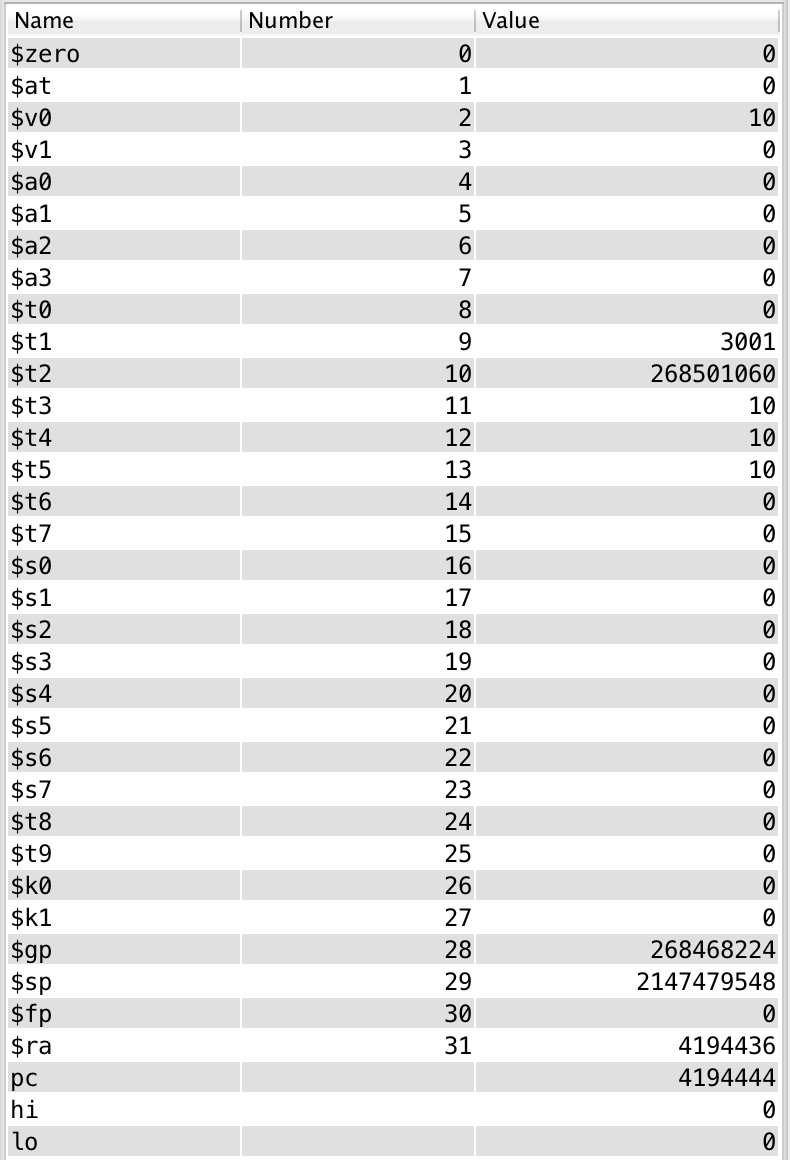 Name Number Value
$zero 0 0
$at 1 0
$v0 2 10
$v1 3 0
$a0 4 0
$a1 5 0
$a2 6 0
$a3 7 0
$t0 8 0
$t1 9 3001
$t2 10 268501060
$t3 11 10
$t4 12 10
$t5 13 10
$t6 14 0
$t7 15 0
$s0 16 0
$s1 17 0
$s2 18 0
$s3 19 0
$s4 20 0
$s5 21 0
$s6 22 0
$s7 23 0
$t8 24 0
$t9 25 0
$k0 26 0
$k1 27 0
$gp 28 268468224
$sp 29 2147479548
$fp 30 0
$ra 31 4194436
pc 4194444
hi 0
lo 0